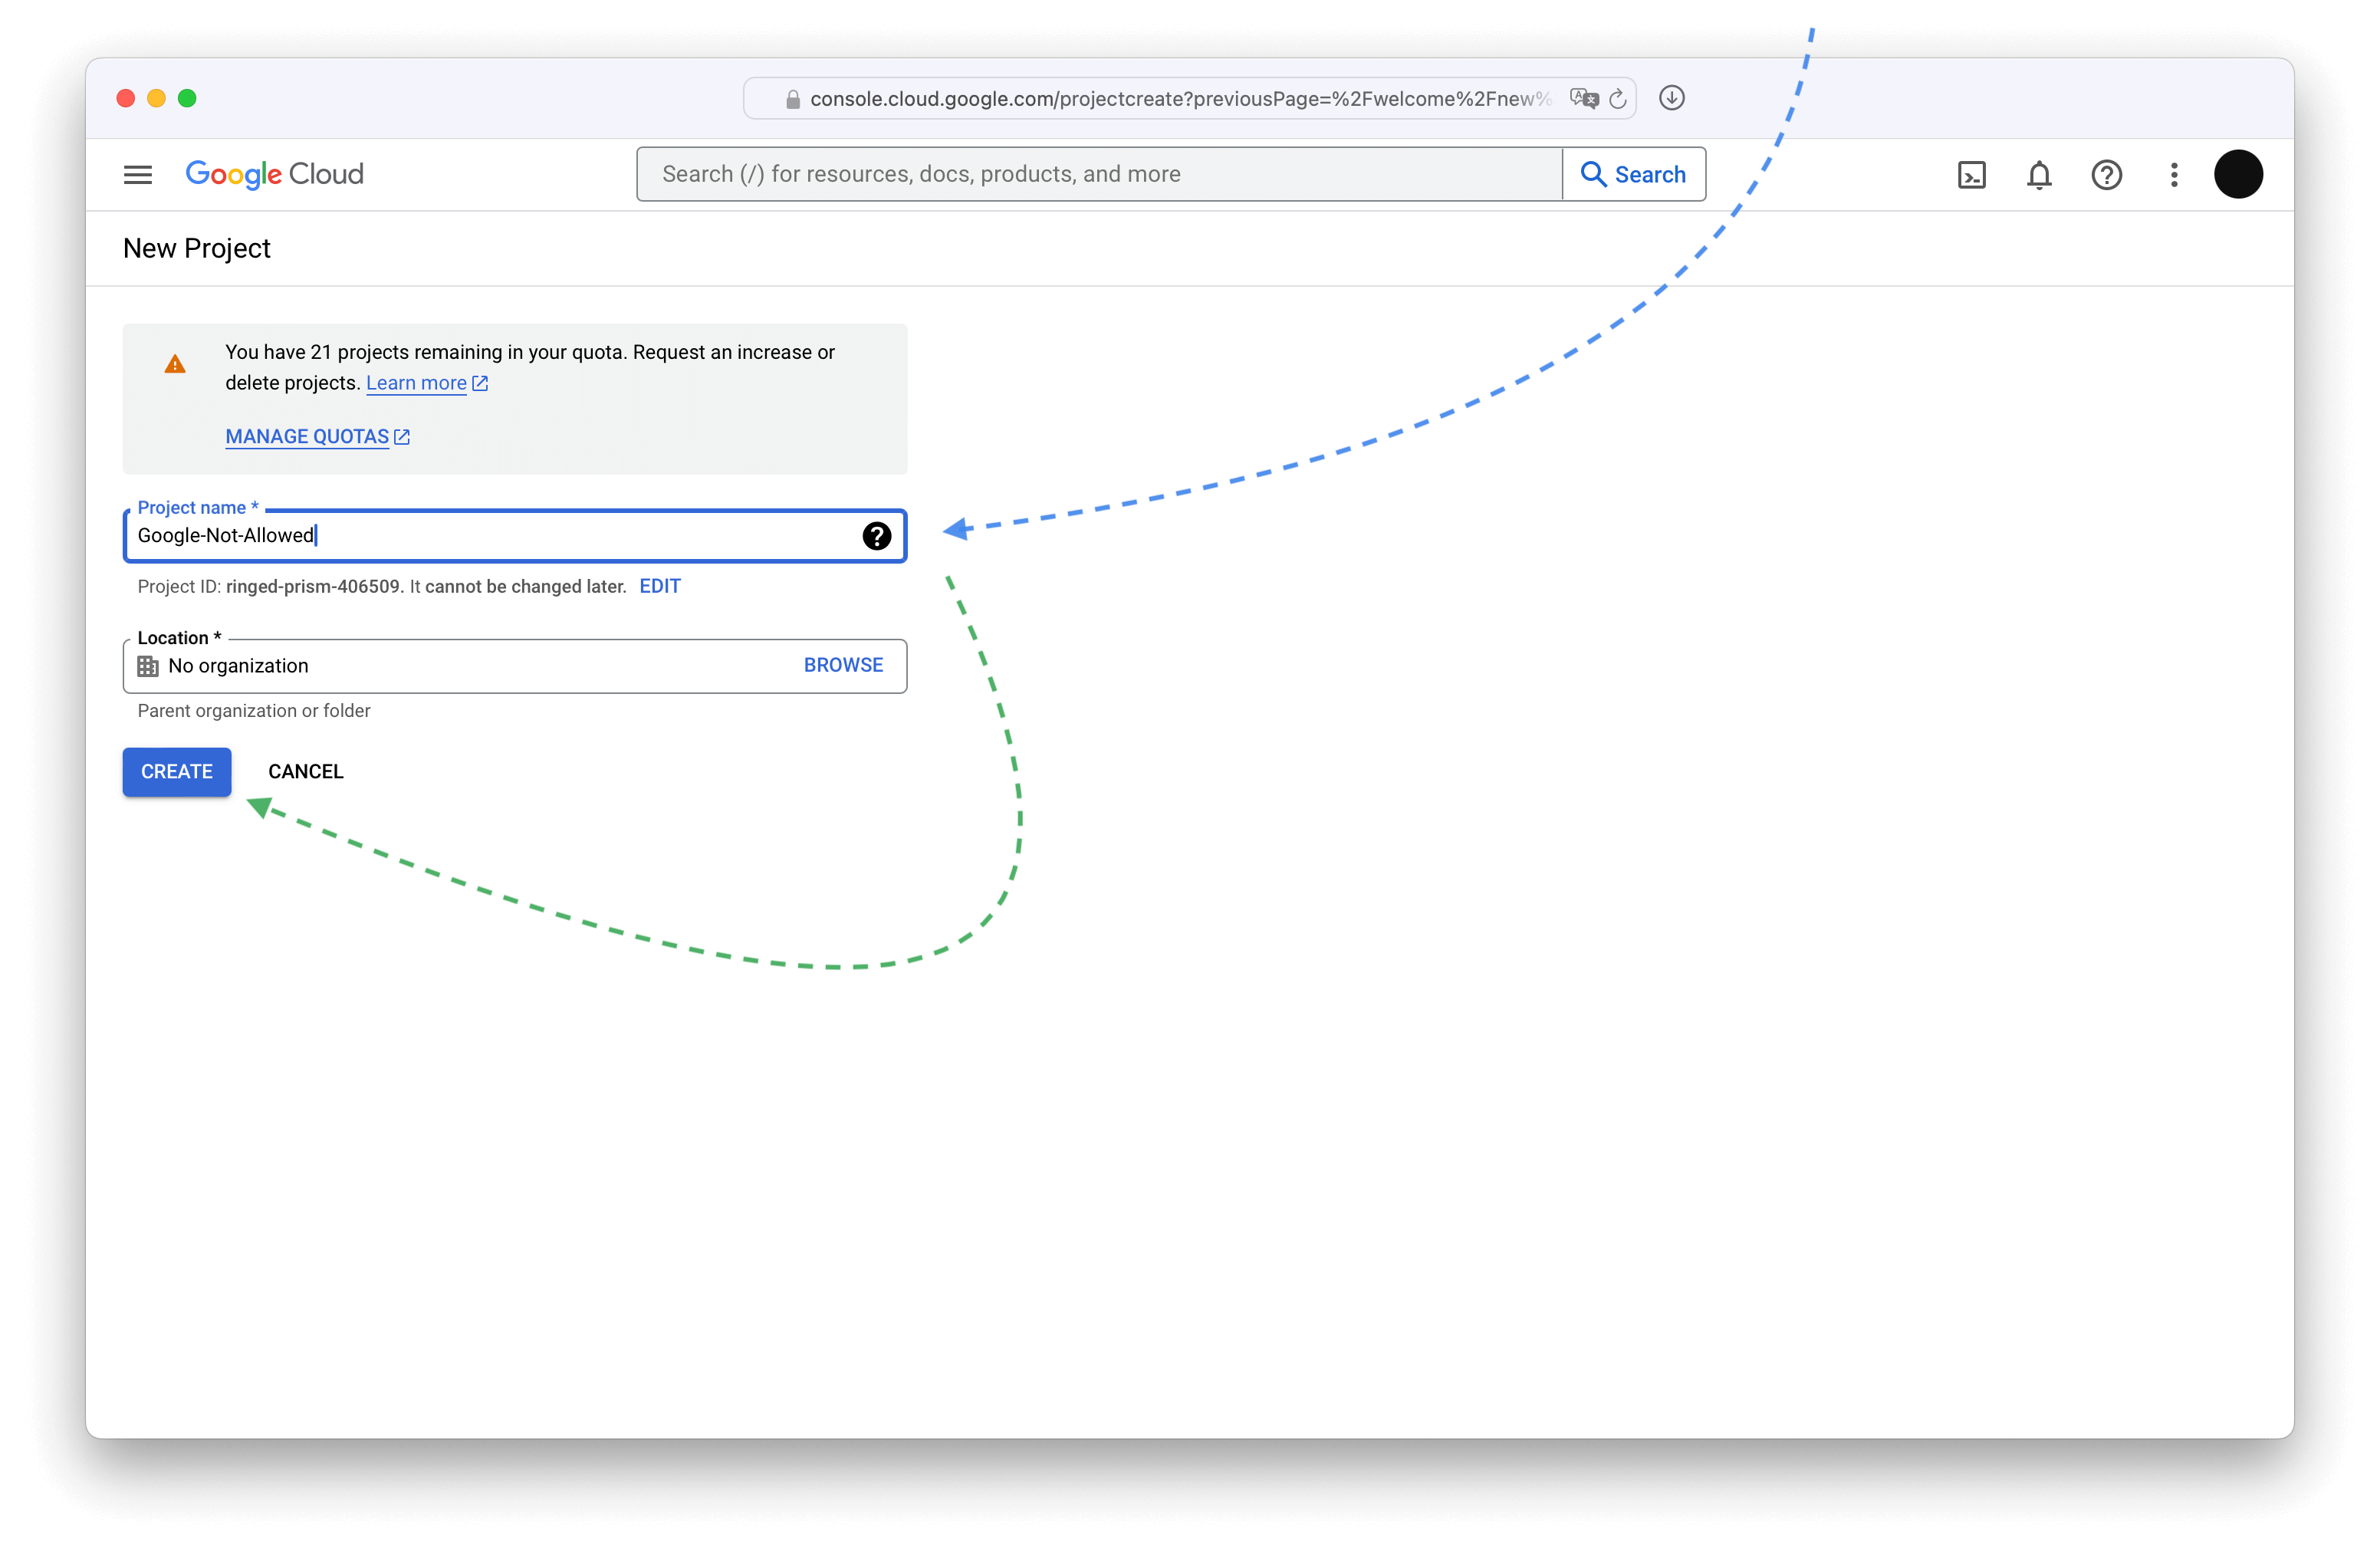 console.cloud.google.com/projectcreate?previousPage=%2Fwelcome%2Fnew%
Google Cloud
Search (/) for resources, docs, products, and more
Search
New Project
You have 21 projects remaining in your quota. Request an increase or
delete projects. Learn more
MANAGE QUOTAS
Project name *
Google-Not-Allowed
Project ID: ringed-prism-406509. It cannot be changed later. EDIT
Location *
No organization BROWSE
Parent organization or folder
CREATE CANCEL